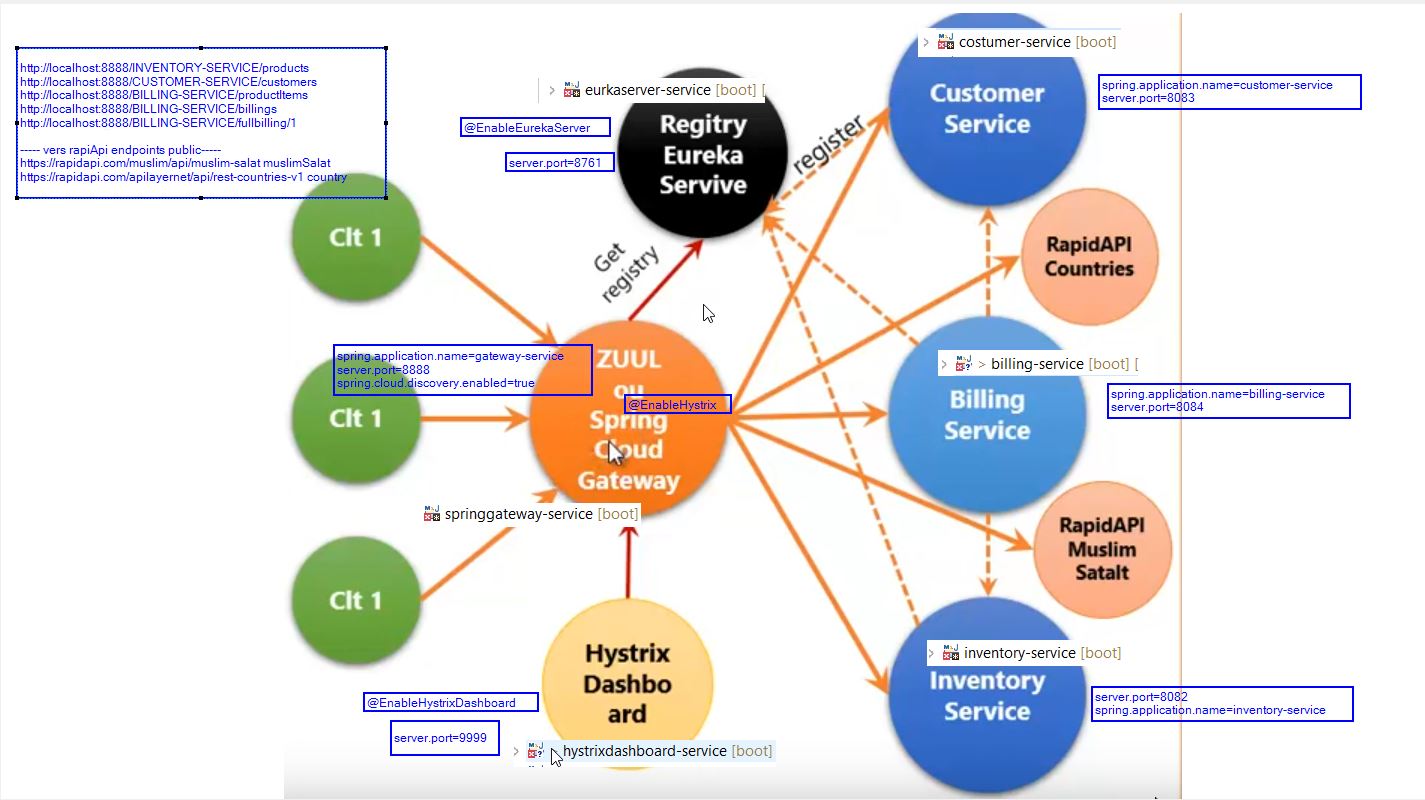 http://localhost:8888/INVENTORY-SERVICE/products
http://localhost:8888/CUSTOMER-SERVICE/customers
http://localhost:8888/BILLING-SERVICE/productItems
http://localhost:8888/BILLING-SERVICE/billings
http://localhost:8888/BILLING-SERVICE/fullbilling/1
----- vers rapiApi endpoints public-----
https://rapidapi.com/muslim/api/muslim-salat muslimSalat
https://rapidapi.com/apilayernet/api/rest-countries-v1 country
> eurkaserver-service [boot] [
@EnableEurekaServer
server.port=8761
Regitry
Eureka
Servive
register
> costumer-service [boot]
Customer
Service
spring.application.name=customer-service
server.port=8083
Clt 1
Get
registry
RapidAPI
Countries
spring.application.name=gateway-service
server.port=8888
spring.cloud.discovery.enabled=true
Clt 1
ZUUL
ou
@EnableHystrix
Spring
Cloud
Gateway
springgateway-service [boot]
> > billing-service [boot] [
Billing
Service
spring.application.name=billing-service
server.port=8084
RapidAPI
Muslim
Satalt
Clt 1
Hystrix
Dashbo
ard
@EnableHystrixDashboard
server.port=9999
> hystrixdashboard-service [boot]
> inventory-service [boot]
Inventory
Service
server.port=8082
spring.application.name=inventory-service